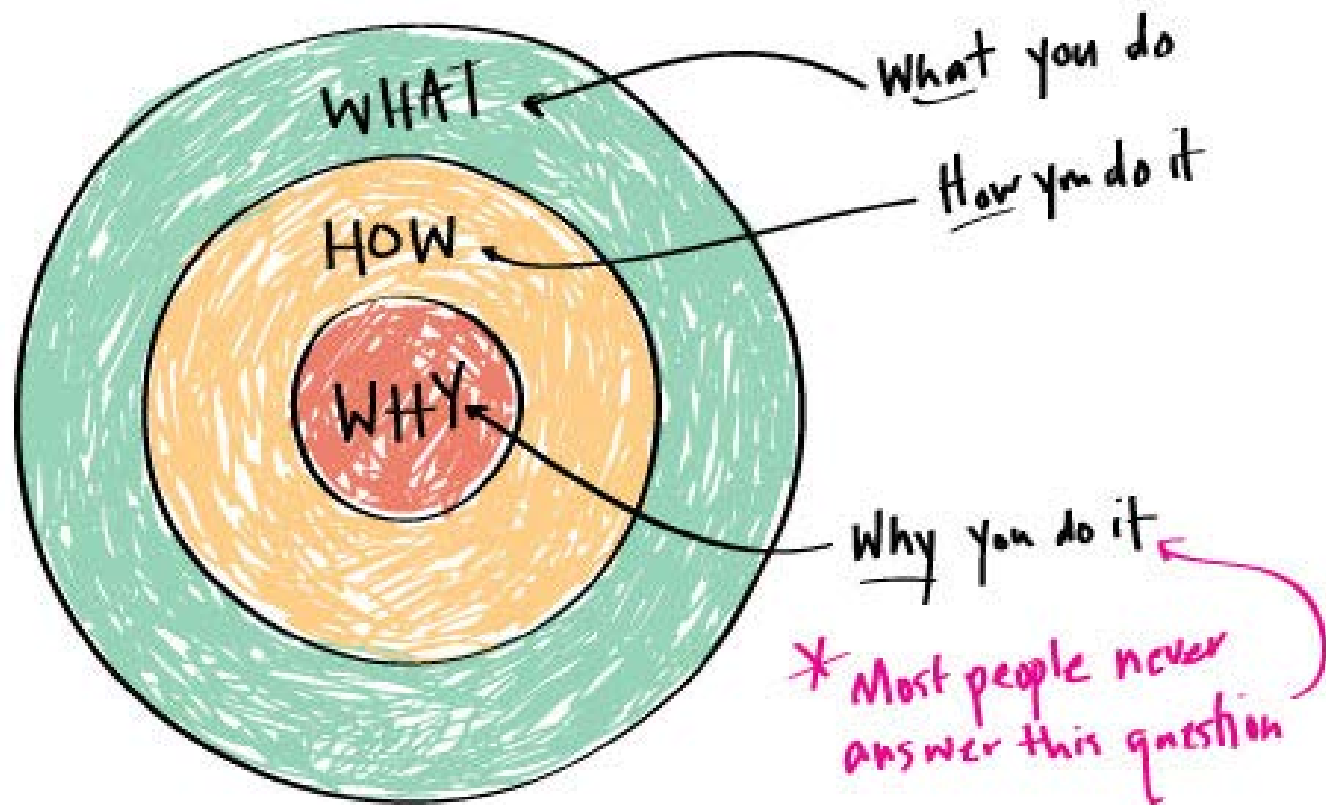 WHAT
What you do
How you do it
HOW
WHY
Why you do it
* Most people never
answer this question